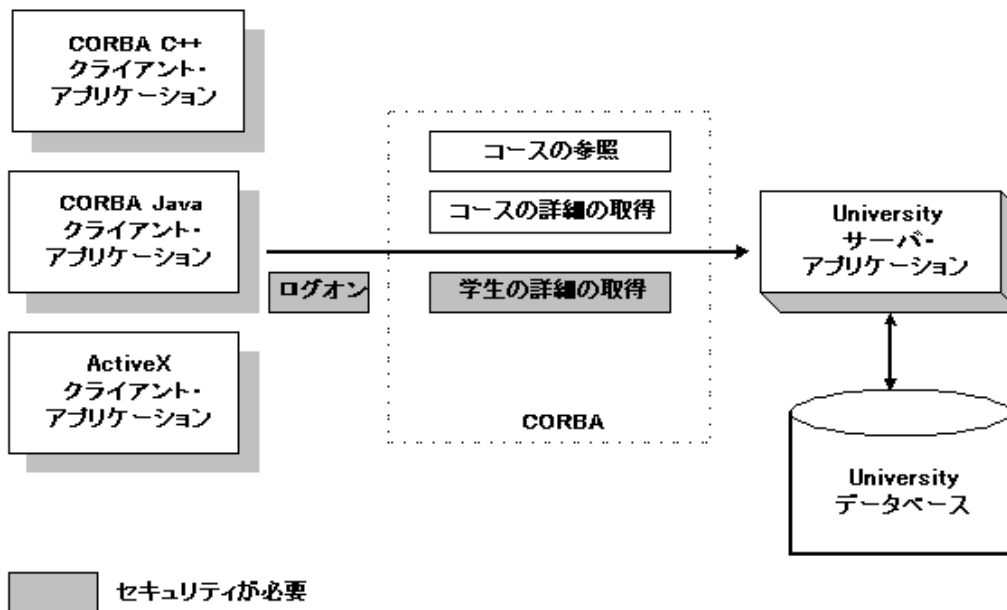 CORBA C++
クライアント・
アプリケーション
CORBA Java
クライアント・
アプリケーション
ActiveX
クライアント・
アプリケーション
ログオン
コースの参照
コースの詳細の取得
学生の詳細の取得
CORBA
University
サーバ・
アプリケーション
University
データベース
セキュリティが必要